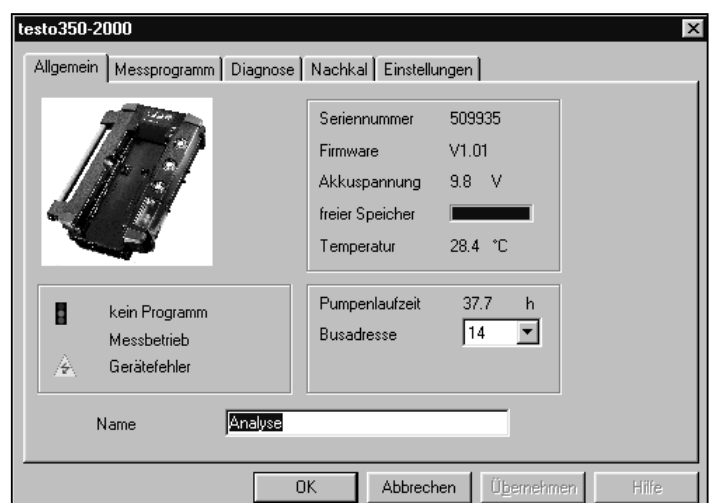 testo350-2000
Allgemein Messprogramm Diagnose Nachkal Einstellungen
Seriennummer 509935
Firmware V1.01
Akkuspannung 9.8 V
freier Speicher
Temperatur 28.4 °C
kein Programm
Messbetrieb
Gerätefehler
Pumpenlaufzeit 37.7 h
Busadresse 14
Name Analyse
OK Abbrechen Übernehmen Hilfe